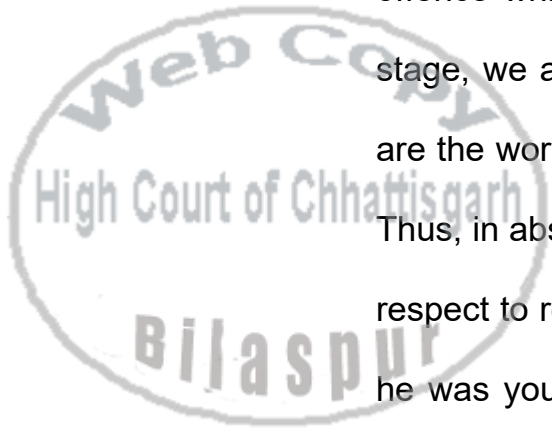 stage, we a
are the wor
Thus, in abs
respect to r
he was you
Web Copy
High Court of Chhattisgarh
Bilaspur